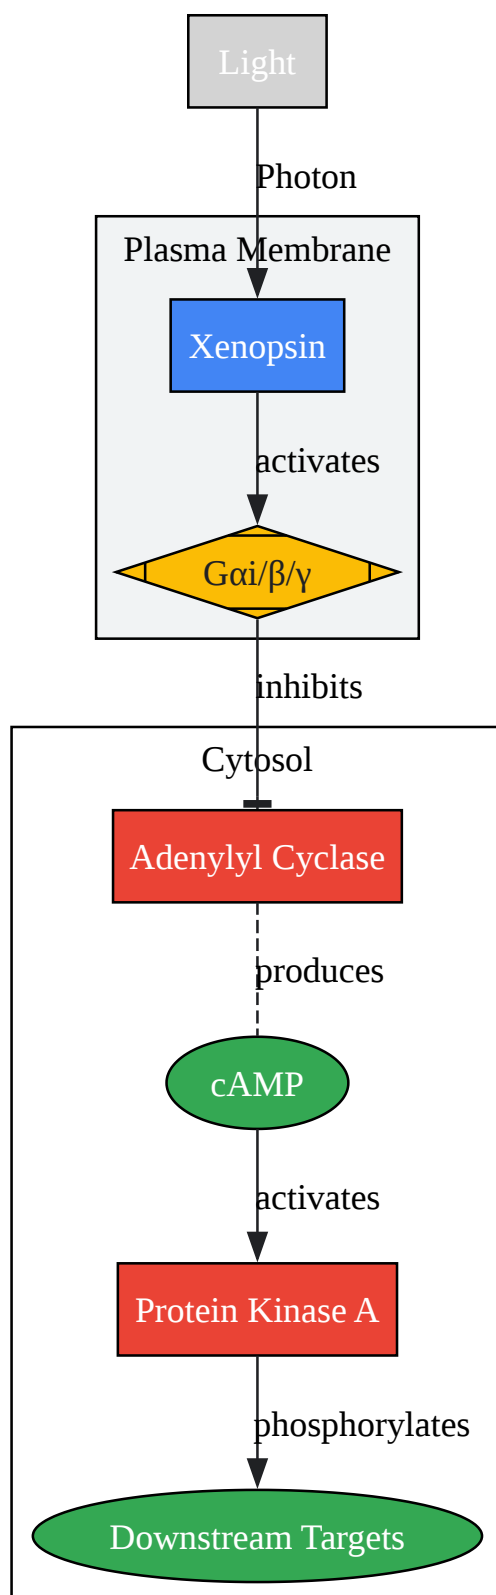 Light
Photon
Plasma Membrane
Xenopsin
activates
Gαi/β/γ
inhibits
Cytosol
Adenylyl Cyclase
produces
cAMP
activates
Protein Kinase A
phosphorylates
Downstream Targets